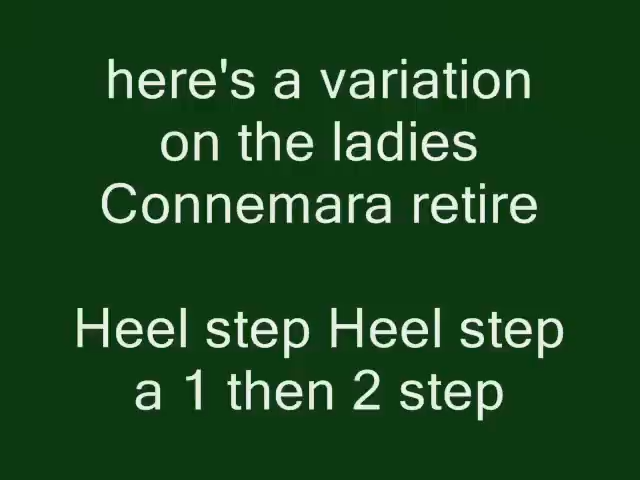 here's a variation
on the ladies
Connemara retire
Heel step Heel step
a 1 then 2 step